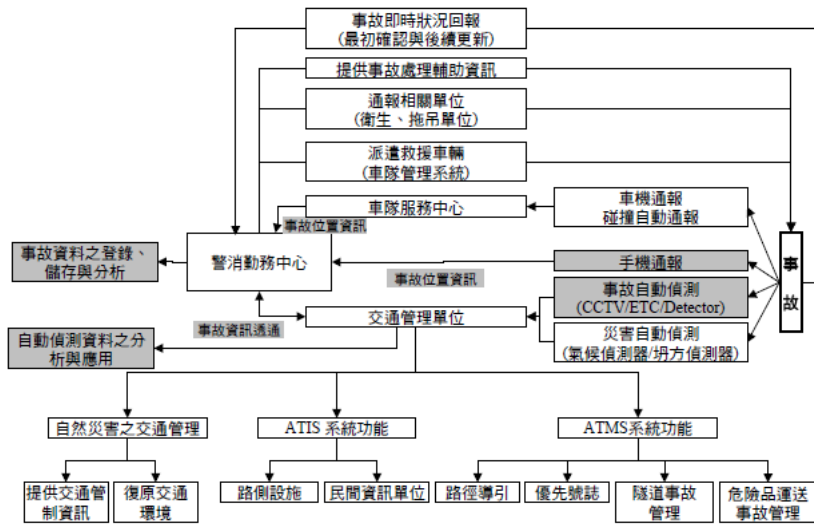 事故即時狀況回報
(最初確認與後續更新)
提供事故處理輔助資訊
通報相關單位
(衛生、拖吊單位)
派遣救援車輛
(車隊管理系統)
車隊服務中心
車機通報
碰撞自動通報
事故位置資訊
事故資料之登錄、
儲存與分析
警消勤務中心
手機通報
事故
事故位置資訊
事故自動偵測
(CCTV/ETC/Detector)
交通管理單位
事故資訊透通
災害自動偵測
(氣候偵測器/坍方偵測器)
自動偵測資料之分
析與應用
自然災害之交通管理
ATIS 系統功能
ATMS系統功能
提供交通管
制資訊
復原交通
環境
路側設施
民間資訊單位
路徑導引
優先號誌
隧道事故
管理
危險品運送
事故管理